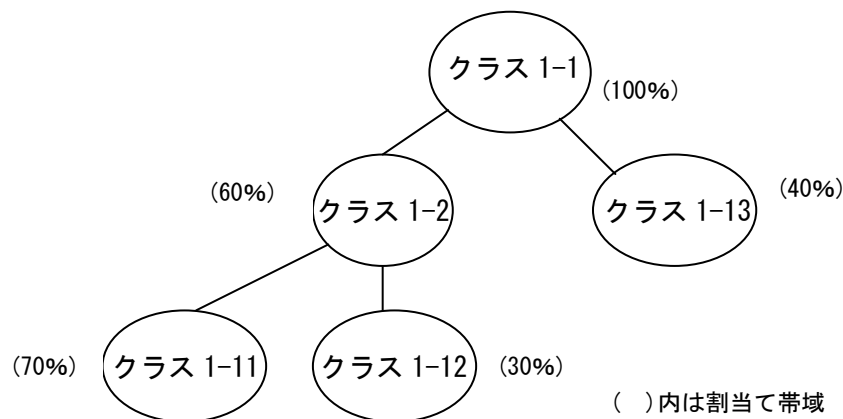 クラス 1-1
(100%)
(60%)
クラス 1-2
クラス 1-13
(40%)
(70%)
クラス 1-11
クラス 1-12
(30%)
( )内は割当て帯域